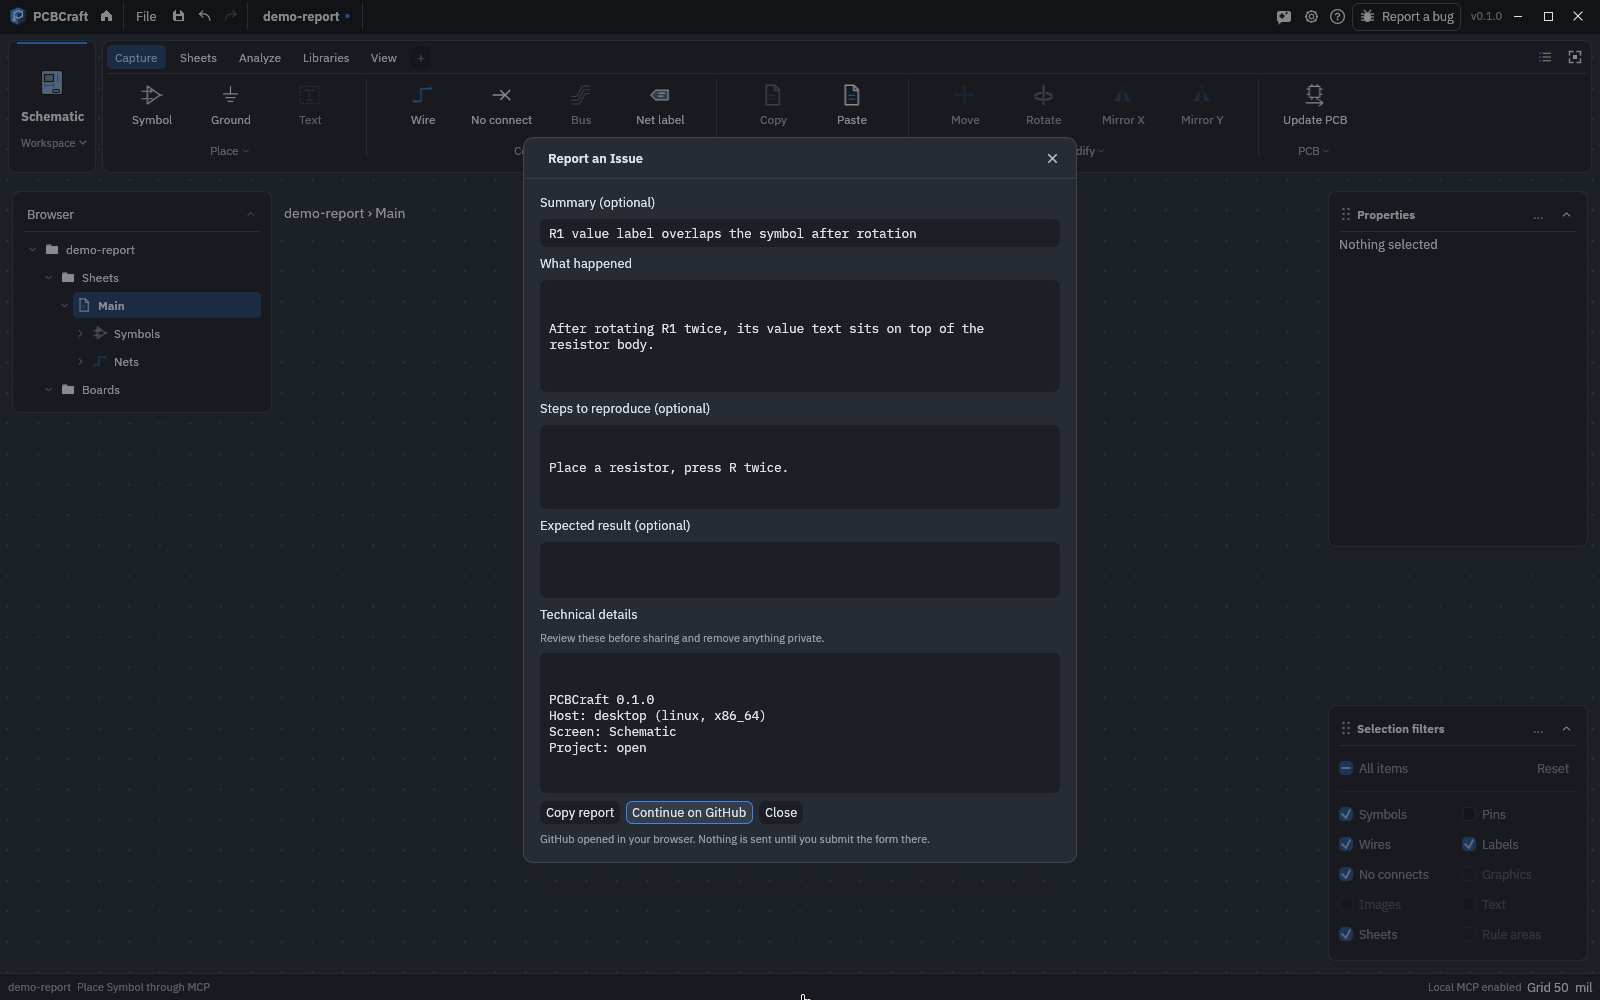 PCBCraft
File
demo-report
Report a bug
v0.1.0
Schematic
Workspace
Capture
Sheets
Analyze
Libraries
View
+
Symbol
Ground
Text
Wire
No connect
Bus
Net label
Copy
Paste
Move
Rotate
Mirror X
Mirror Y
Update PCB
Place
PCB
Browser
demo-report
Sheets
Main
Symbols
Nets
Boards
demo-report › Main
Report an Issue
Summary (optional)
R1 value label overlaps the symbol after rotation
What happened
After rotating R1 twice, its value text sits on top of the
resistor body.
Steps to reproduce (optional)
Place a resistor, press R twice.
Expected result (optional)
Technical details
Review these before sharing and remove anything private.
PCBCraft 0.1.0
Host: desktop (linux, x86_64)
Screen: Schematic
Project: open
Copy report
Continue on GitHub
Close
GitHub opened in your browser. Nothing is sent until you submit the form there.
Properties
...
Nothing selected
Selection filters
...
All items
Reset
Symbols
Pins
Wires
Labels
No connects
Graphics
Images
Text
Sheets
Rule areas
demo-report Place Symbol through MCP
Local MCP enabled Grid 50 mil